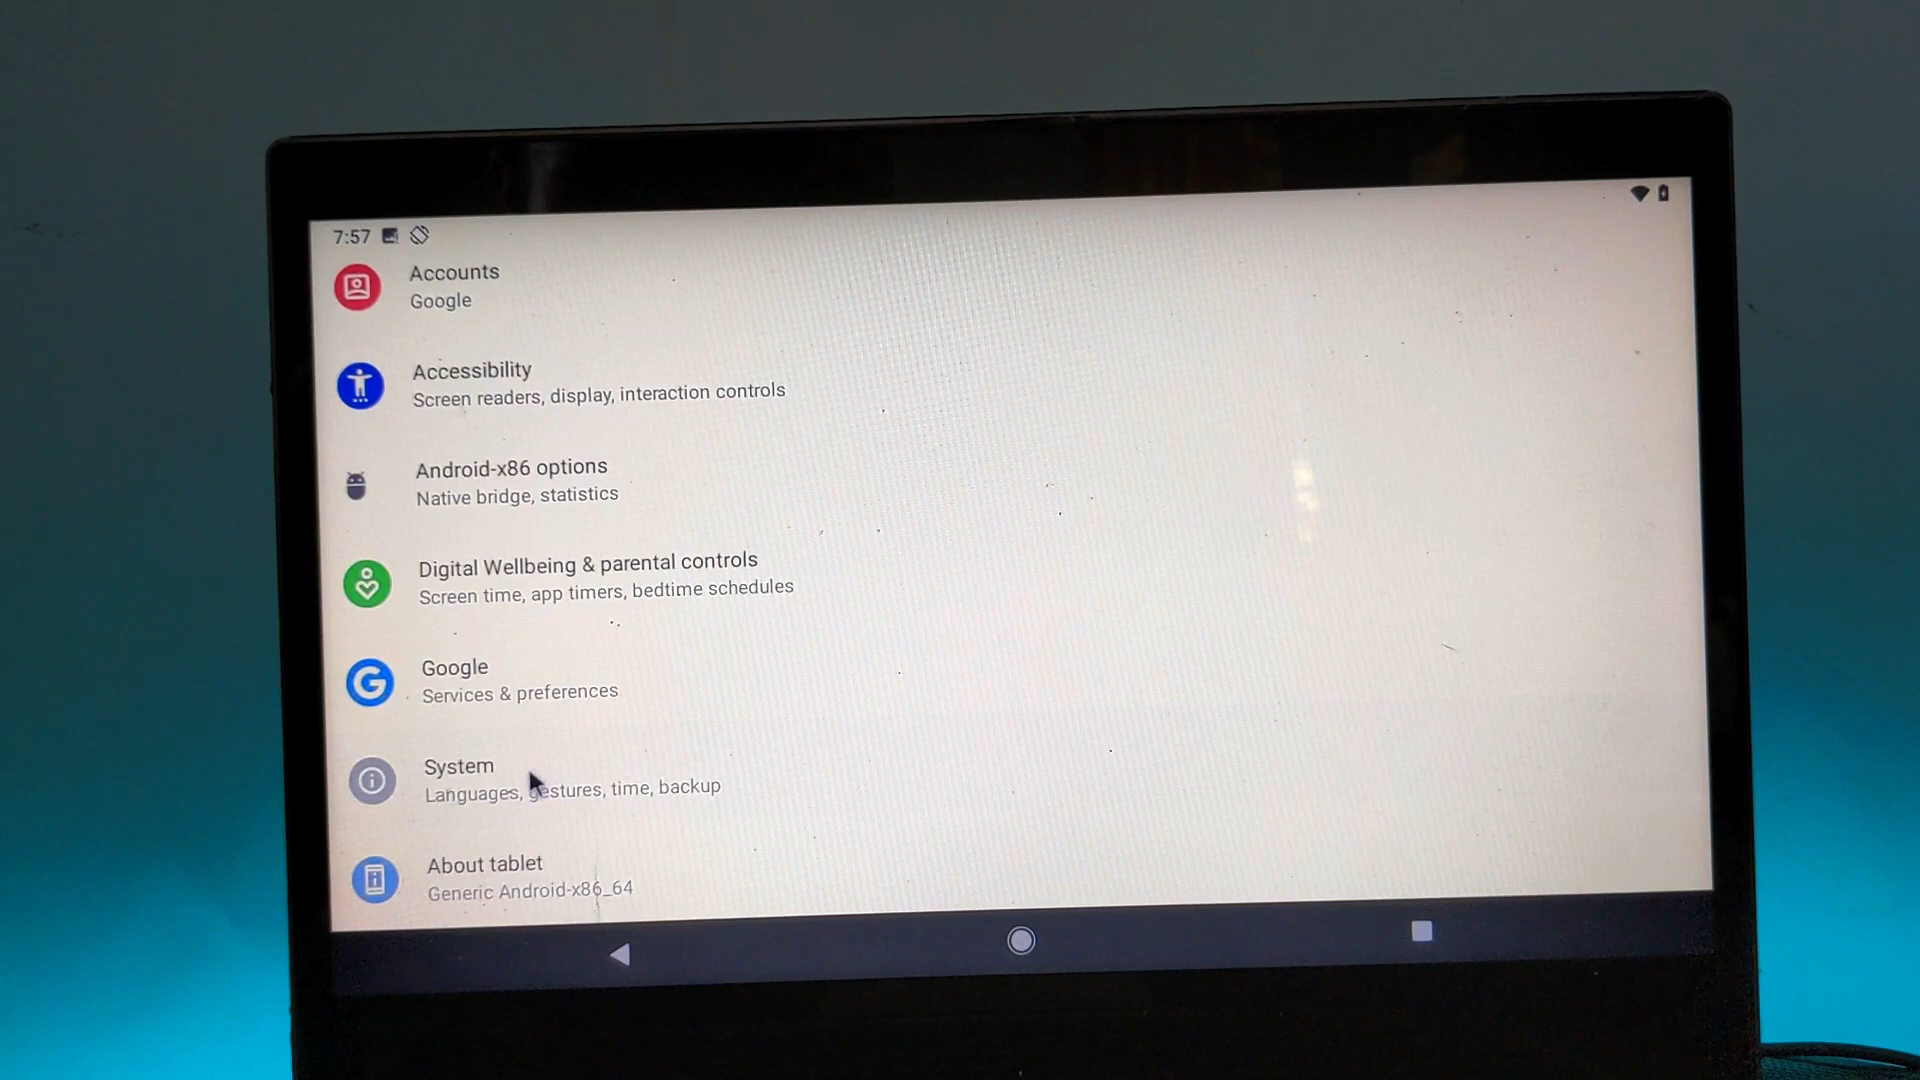 7:57
Accounts
Google
Accessibility
Screen readers, display, interaction controls
Android-x86 options
Native bridge, statistics
Digital Wellbeing & parental controls
Screen time, app timers, bedtime schedules
Google
Services & preferences
System
Languages, gestures, time, backup
About tablet
Generic Android-x86_64